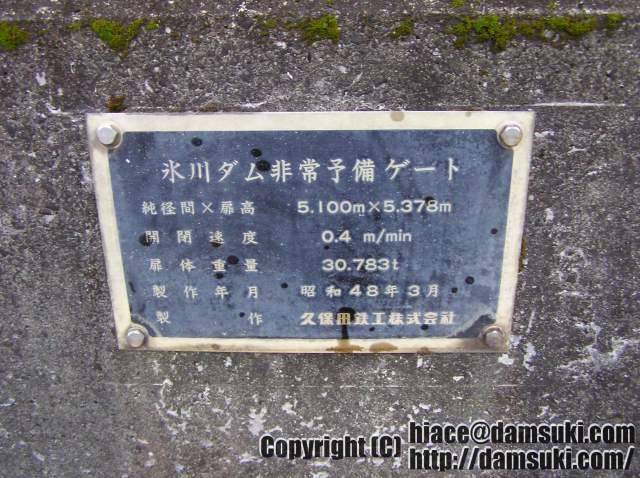 氷川ダム非常予備ゲート
純径間×扉高 5.100m×5.378m
開閉速度 0.4 m/min
扉体重量 30.783t
製作年月 昭和48年3月
製作 久保田鉄工株式会社
Copyright (C) hiace@damsuki.com
http://damsuki.com/